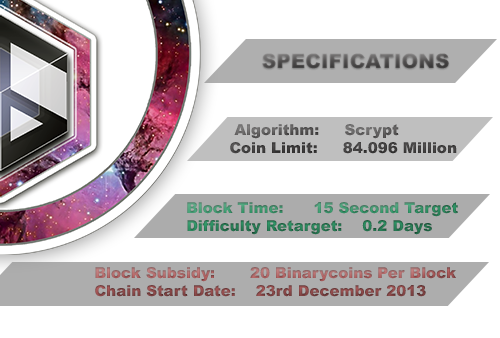 SPECIFICATIONS
Algorithm: Scrypt
Coin Limit: 84.096 Million
Block Time: 15 Second Target
Difficulty Retarget: 0.2 Days
Block Subsidy: 20 Binarycoins Per Block
Chain Start Date: 23rd December 2013